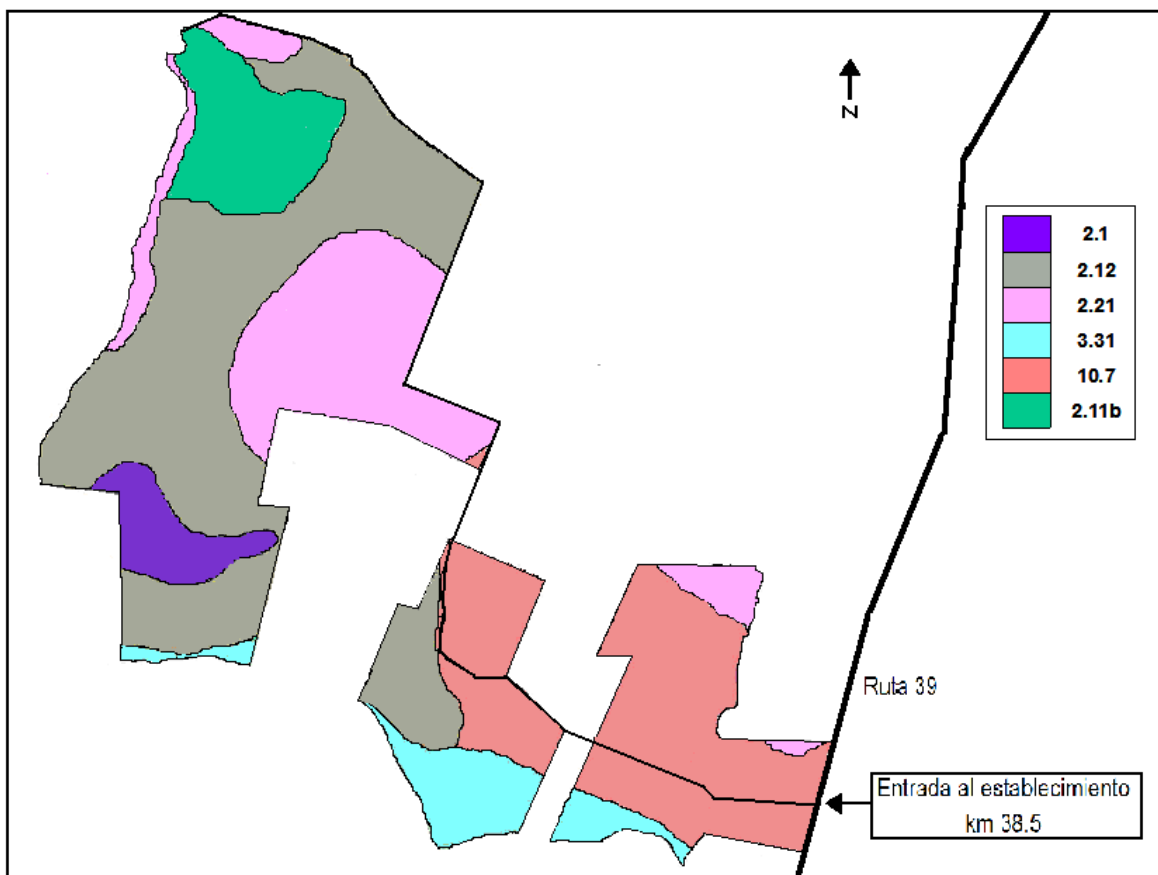 N
2.1
2.12
2.21
3.31
10.7
2.11b
Ruta 39
Entrada al establecimiento
km 38.5